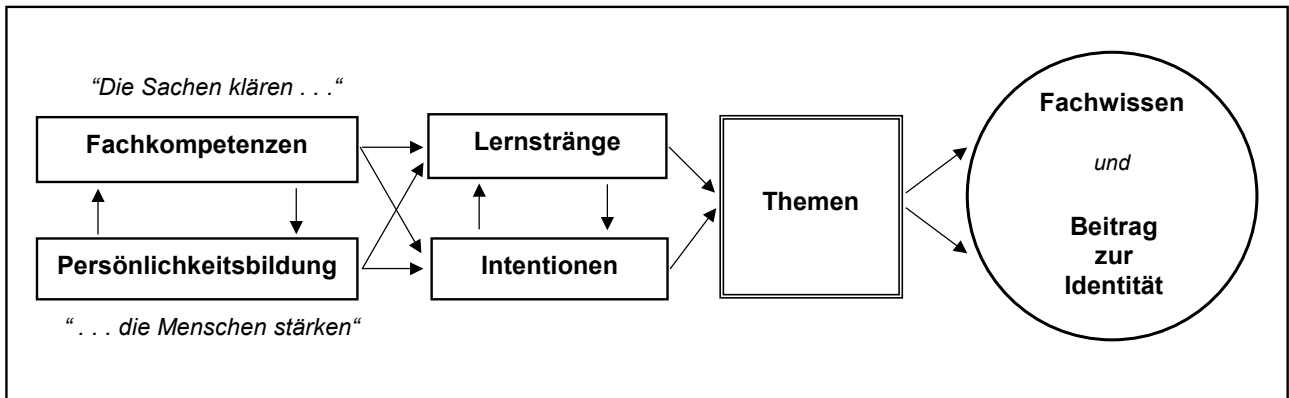 “Die Sachen klären . . .“
Fachkompetenzen
Persönlichkeitsbildung
“ . . . die Menschen stärken“
Lernstränge
Intentionen
Themen
Fachwissen
und
Beitrag
zur
Identität